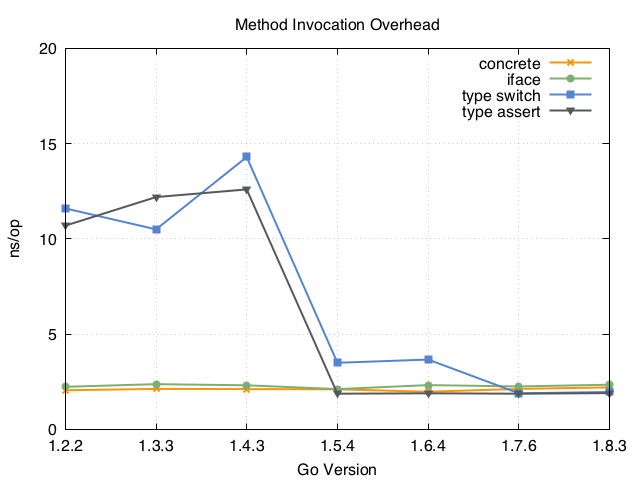 Method Invocation Overhead
20
15
10
5
0
ns/op
concrete
iface
type switch
type assert
1.2.2 1.3.3 1.4.3 1.5.4 1.6.4 1.7.6 1.8.3
Go Version